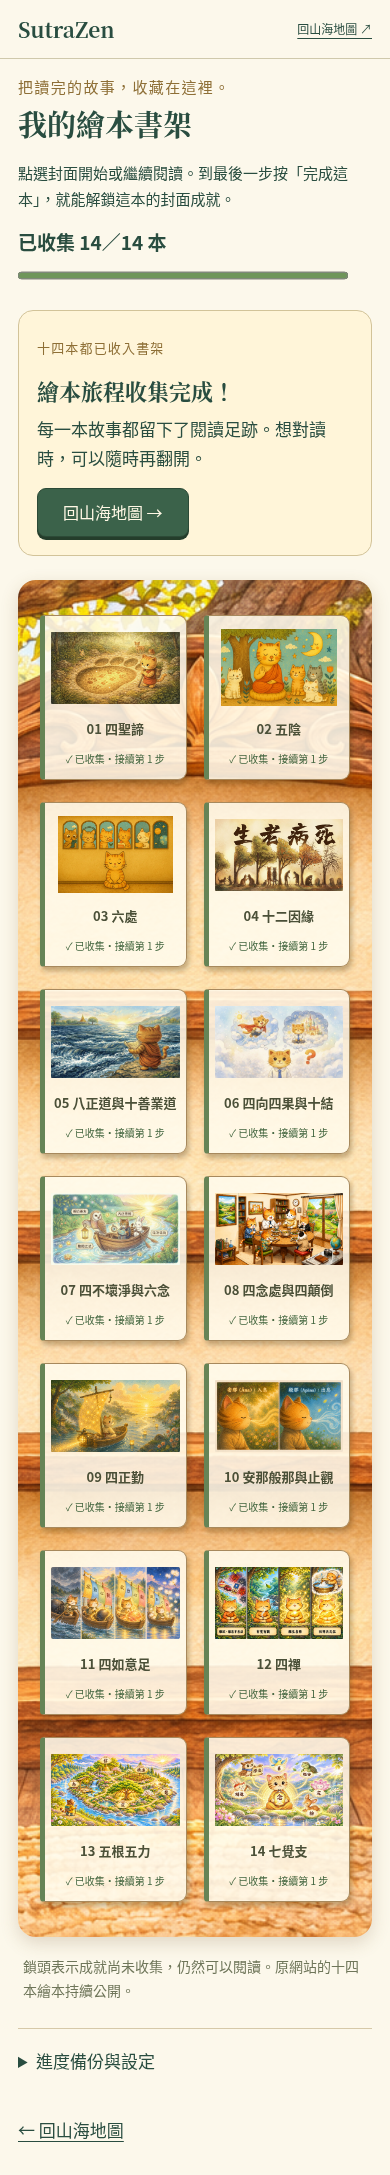 SutraZen
回山海地圖 ↗
把讀完的故事，收藏在這裡。
我的繪本書架
點選封面開始或繼續閱讀。到最後一步按「完成這
本」，就能解鎖這本的封面成就。
已收集 14／14 本
十四本都已收入書架
繪本旅程收集完成！
每一本故事都留下了閱讀足跡。想對讀
時，可以隨時再翻開。
回山海地圖 →
01 四聖諦
✓ 已收集・接續第 1 步
02 五陰
✓ 已收集・接續第 1 步
03 六處
✓ 已收集・接續第 1 步
生老病死
04 十二因緣
✓ 已收集・接續第 1 步
05 八正道與十善業道
✓ 已收集・接續第 1 步
?
06 四向四果與十結
✓ 已收集・接續第 1 步
07 四不壞淨與六念
✓ 已收集・接續第 1 步
08 四念處與四顛倒
✓ 已收集・接續第 1 步
09 四正勤
✓ 已收集・接續第 1 步
10 安那般那與止觀
✓ 已收集・接續第 1 步
11 四如意足
✓ 已收集・接續第 1 步
12 四禪
✓ 已收集・接續第 1 步
13 五根五力
✓ 已收集・接續第 1 步
14 七覺支
✓ 已收集・接續第 1 步
鎖頭表示成就尚未收集，仍然可以閱讀。原網站的十四
本繪本持續公開。
▶ 進度備份與設定
← 回山海地圖